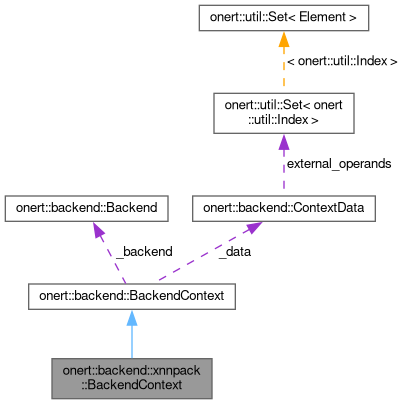 onert::util::Set< Element >
< onert::util::Index >
onert::util::Set< onert
::util::Index >
external_operands
onert::backend::Backend
onert::backend::ContextData
_backend
_data
onert::backend::BackendContext
onert::backend::xnnpack
::BackendContext